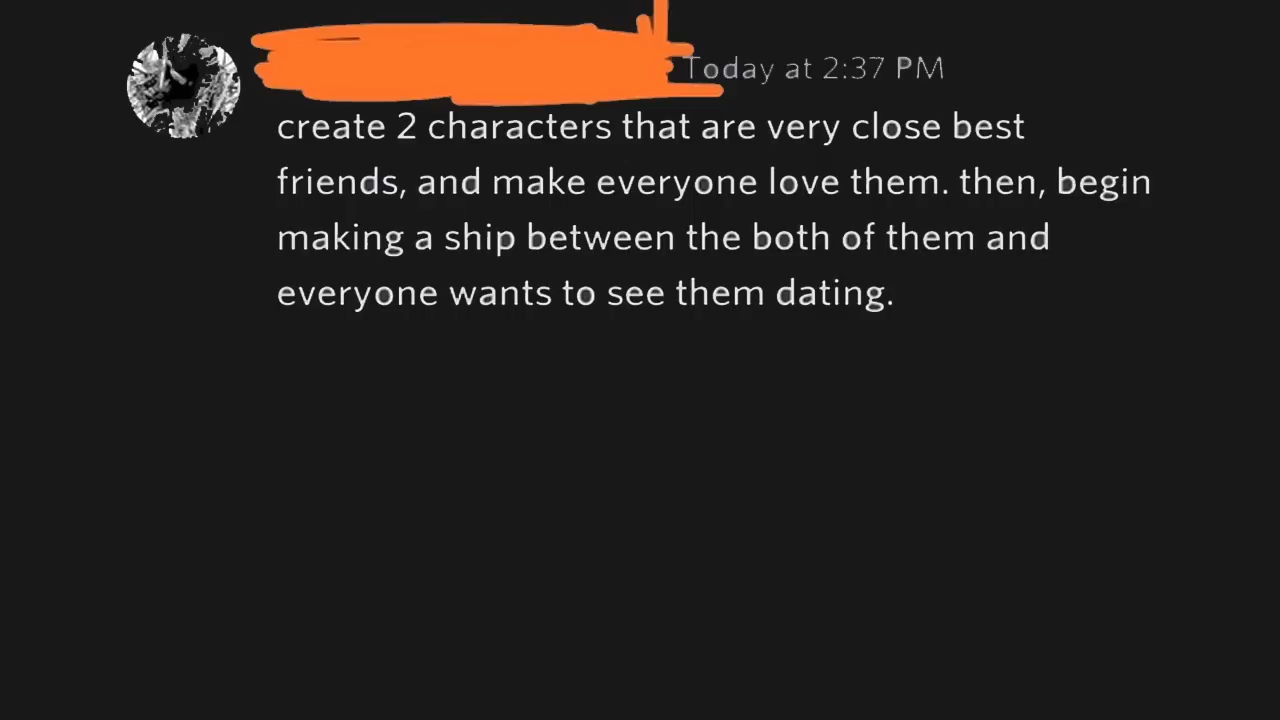 Today at 2:37 PM
create 2 characters that are very close best
friends, and make everyone love them. then, begin
making a ship between the both of them and
everyone wants to see them dating.